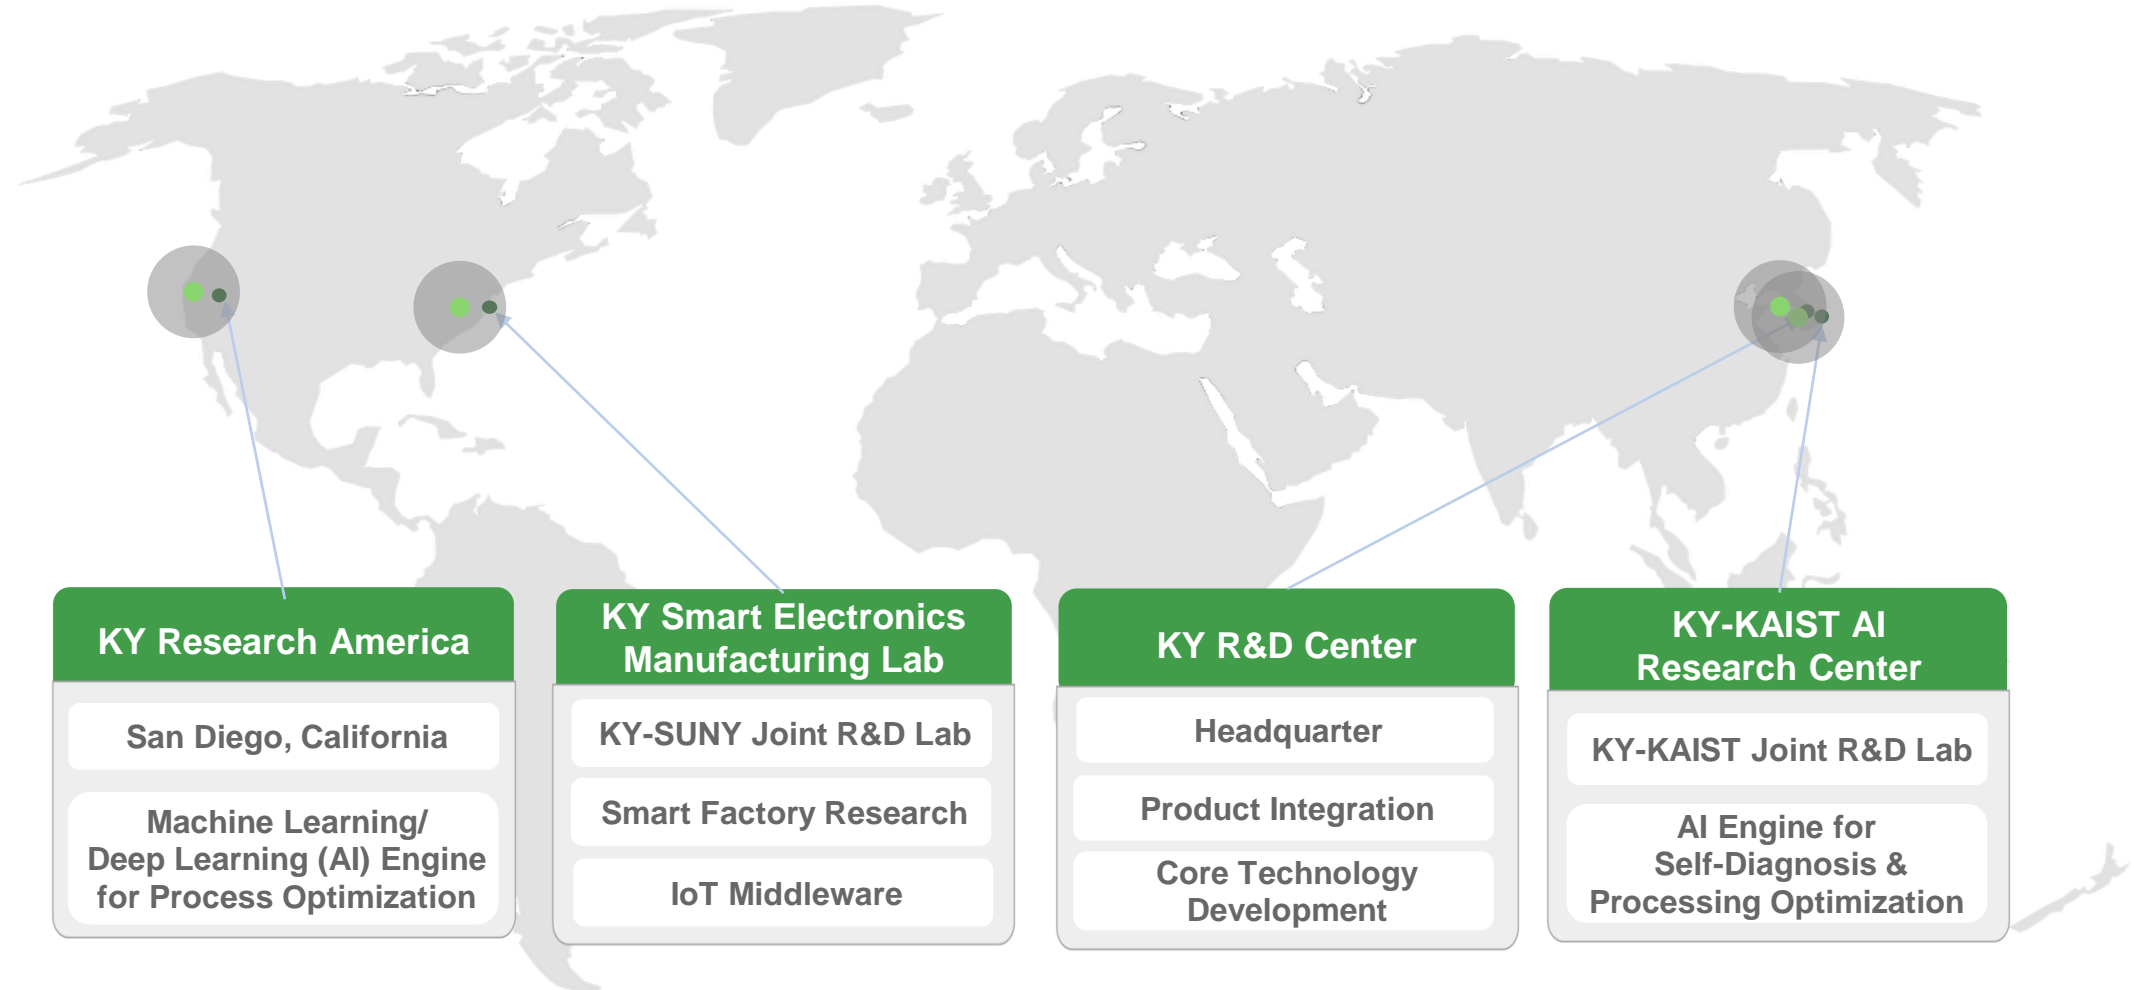 KY Research America
San Diego, California
Machine Learning/
Deep Learning (AI) Engine
for Process Optimization
KY Smart Electronics
Manufacturing Lab
KY-SUNY Joint R&D Lab
Smart Factory Research
IoT Middleware
KY R&D Center
Headquarter
Product Integration
Core Technology
Development
KY-KAIST AI
Research Center
KY-KAIST Joint R&D Lab
AI Engine for
Self-Diagnosis &
Processing Optimization